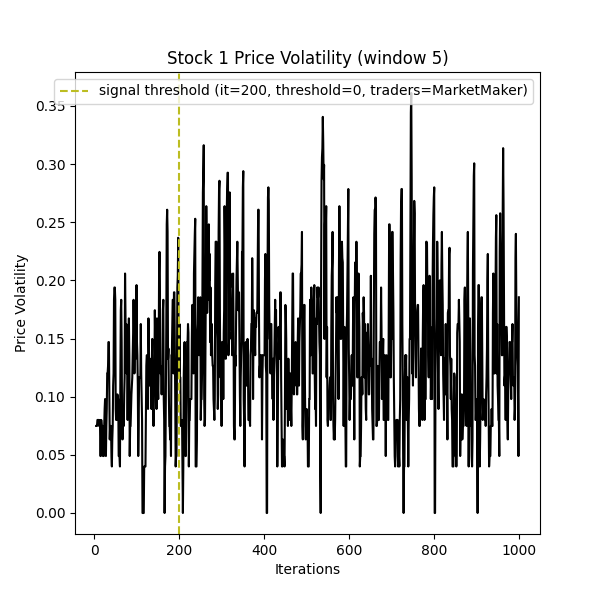 Stock 1 Price Volatility (window 5)
signal threshold (it=200, threshold=0, traders=MarketMaker)
Price Volatility
0.35
0.30
0.25
0.20
0.15
0.10
0.05
0.00
0 200 400 600 800 1000
Iterations